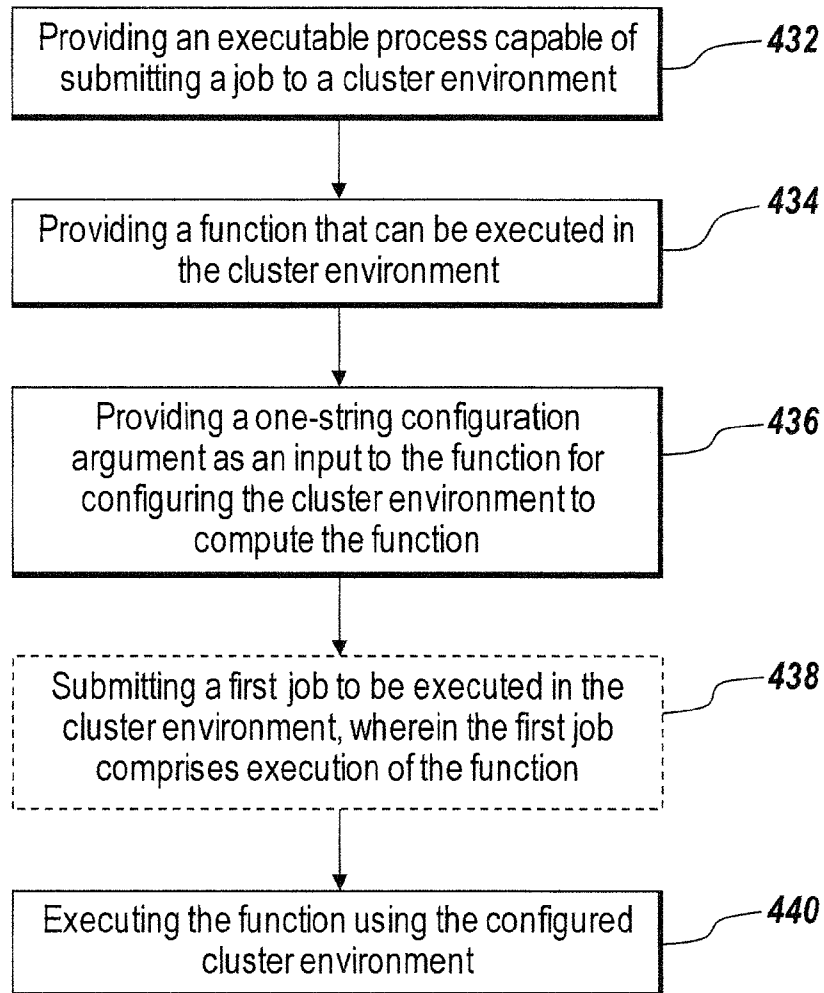 Providing an executable process capable of
submitting a job to a cluster environment
432
Providing a function that can be executed in
the cluster environment
434
Providing a one-string configuration
argument as an input to the function for
configuring the cluster environment to
compute the function
436
Submitting a first job to be executed in the
cluster environment, wherein the first job
comprises execution of the function
438
Executing the function using the configured
cluster environment
440